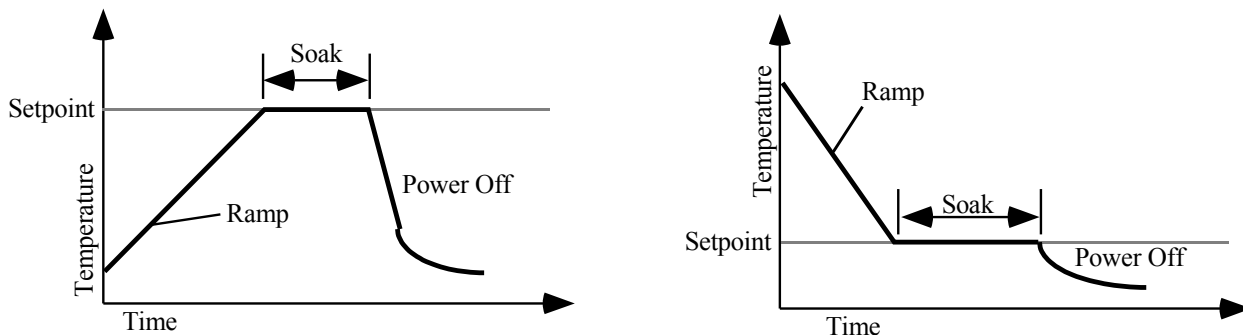 Soak
Setpoint
Temperature
Ramp
Power Off
Time
Temperature
Ramp
Soak
Setpoint
Power Off
Time